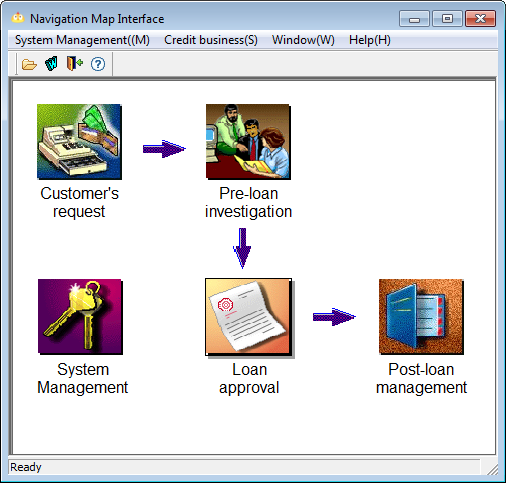 Navigation Map Interface
System Management((M) Credit business(S) Window(W) Help(H)
Customer's
request
Pre-loan
investigation
System
Management
Loan
approval
Post-loan
management
Ready